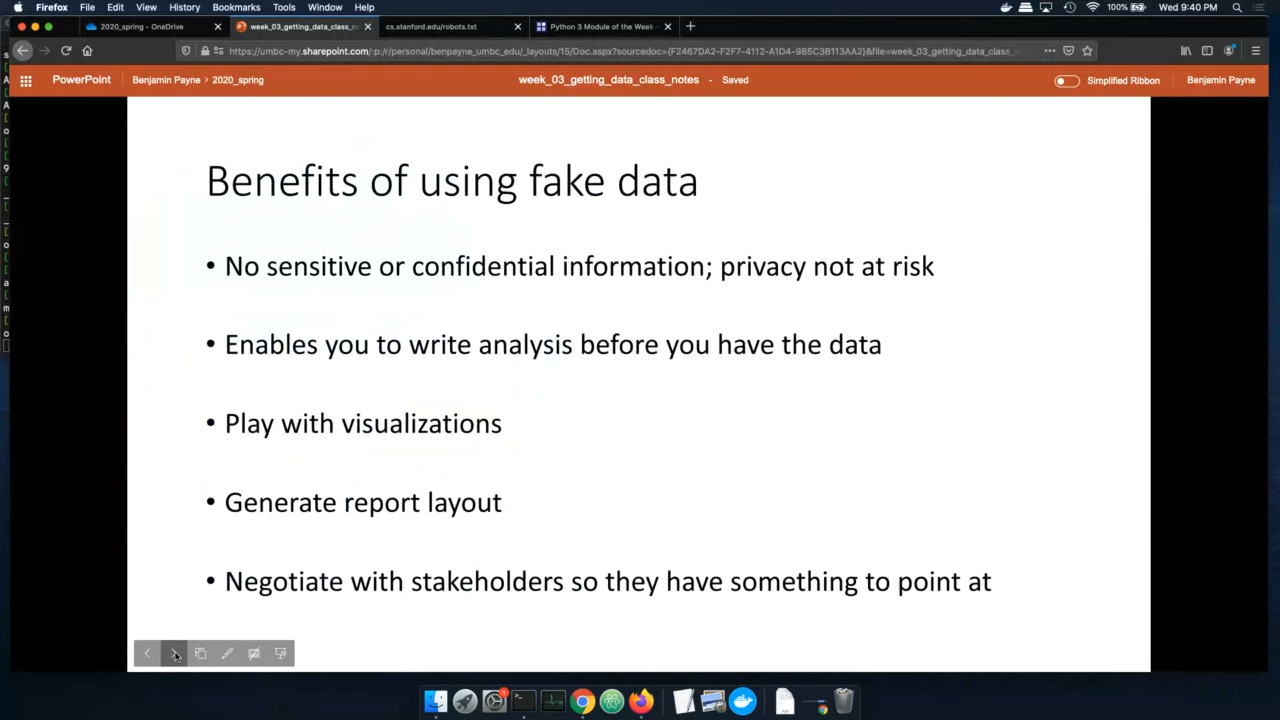 Firefox File Edit View History Bookmarks Tools Window Help 100% Wed 9:40 PM
2020_spring - OneDrive week_03_getting_data_class_n cs.stanford.edu/robots.txt Python 3 Module of the Week
https://umbc-my.sharepoint.com/:p:/r/personal/benpayne_umbc_edu/_layouts/15/Doc.aspx?sourcedoc={F2467DA2-F2F7-4112-A1D4-985C3B113AA2}&file=week_03_getting_data_class_n
PowerPoint Benjamin Payne > 2020_spring week_03_getting_data_class_notes - Saved Simplified Ribbon Benjamin Payne
Benefits of using fake data
• No sensitive or confidential information; privacy not at risk
• Enables you to write analysis before you have the data
• Play with visualizations
• Generate report layout
• Negotiate with stakeholders so they have something to point at